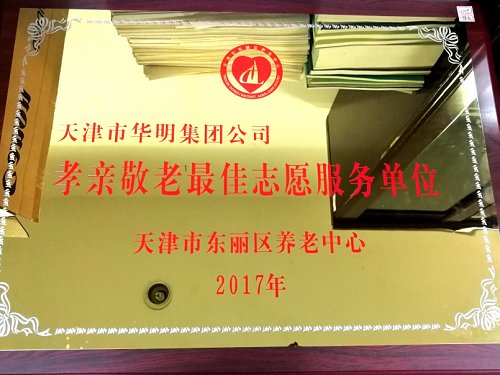 天津市华明集团公司
孝亲敬老最佳志愿服务单位
天津市东丽区养老中心
2017年